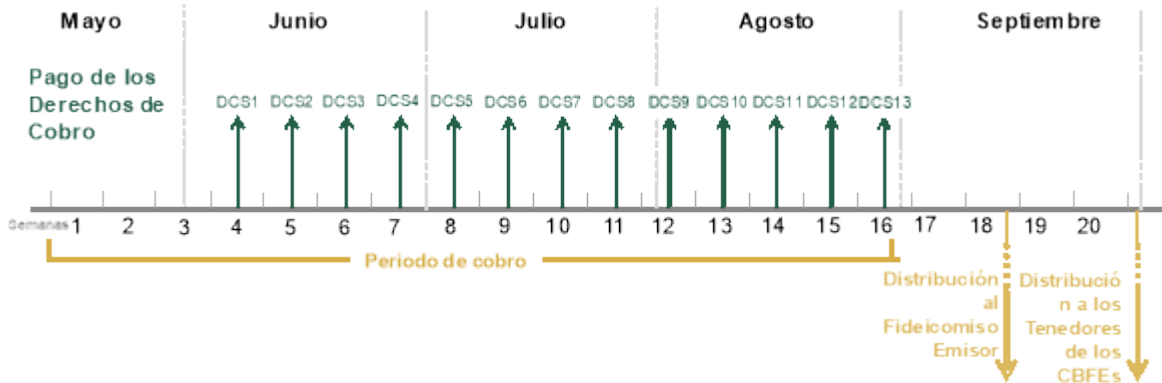 Mayo Junio Julio Agosto Septiembre
Pago de los
Derechos de
Cobro
DCS1 DCS2 DCS3 DCS4 DCS5 DCS6 DCS7 DCS8 DCS9 DCS10 DCS11 DCS12 DCS13
Semanas 1 2 3 4 5 6 7 8 9 10 11 12 13 14 15 16 17 18 19 20
Periodo de cobro
Distribución
al
Fideicomiso
Emisor
Distribució
n a los
Tenedores
de los
CBFEs